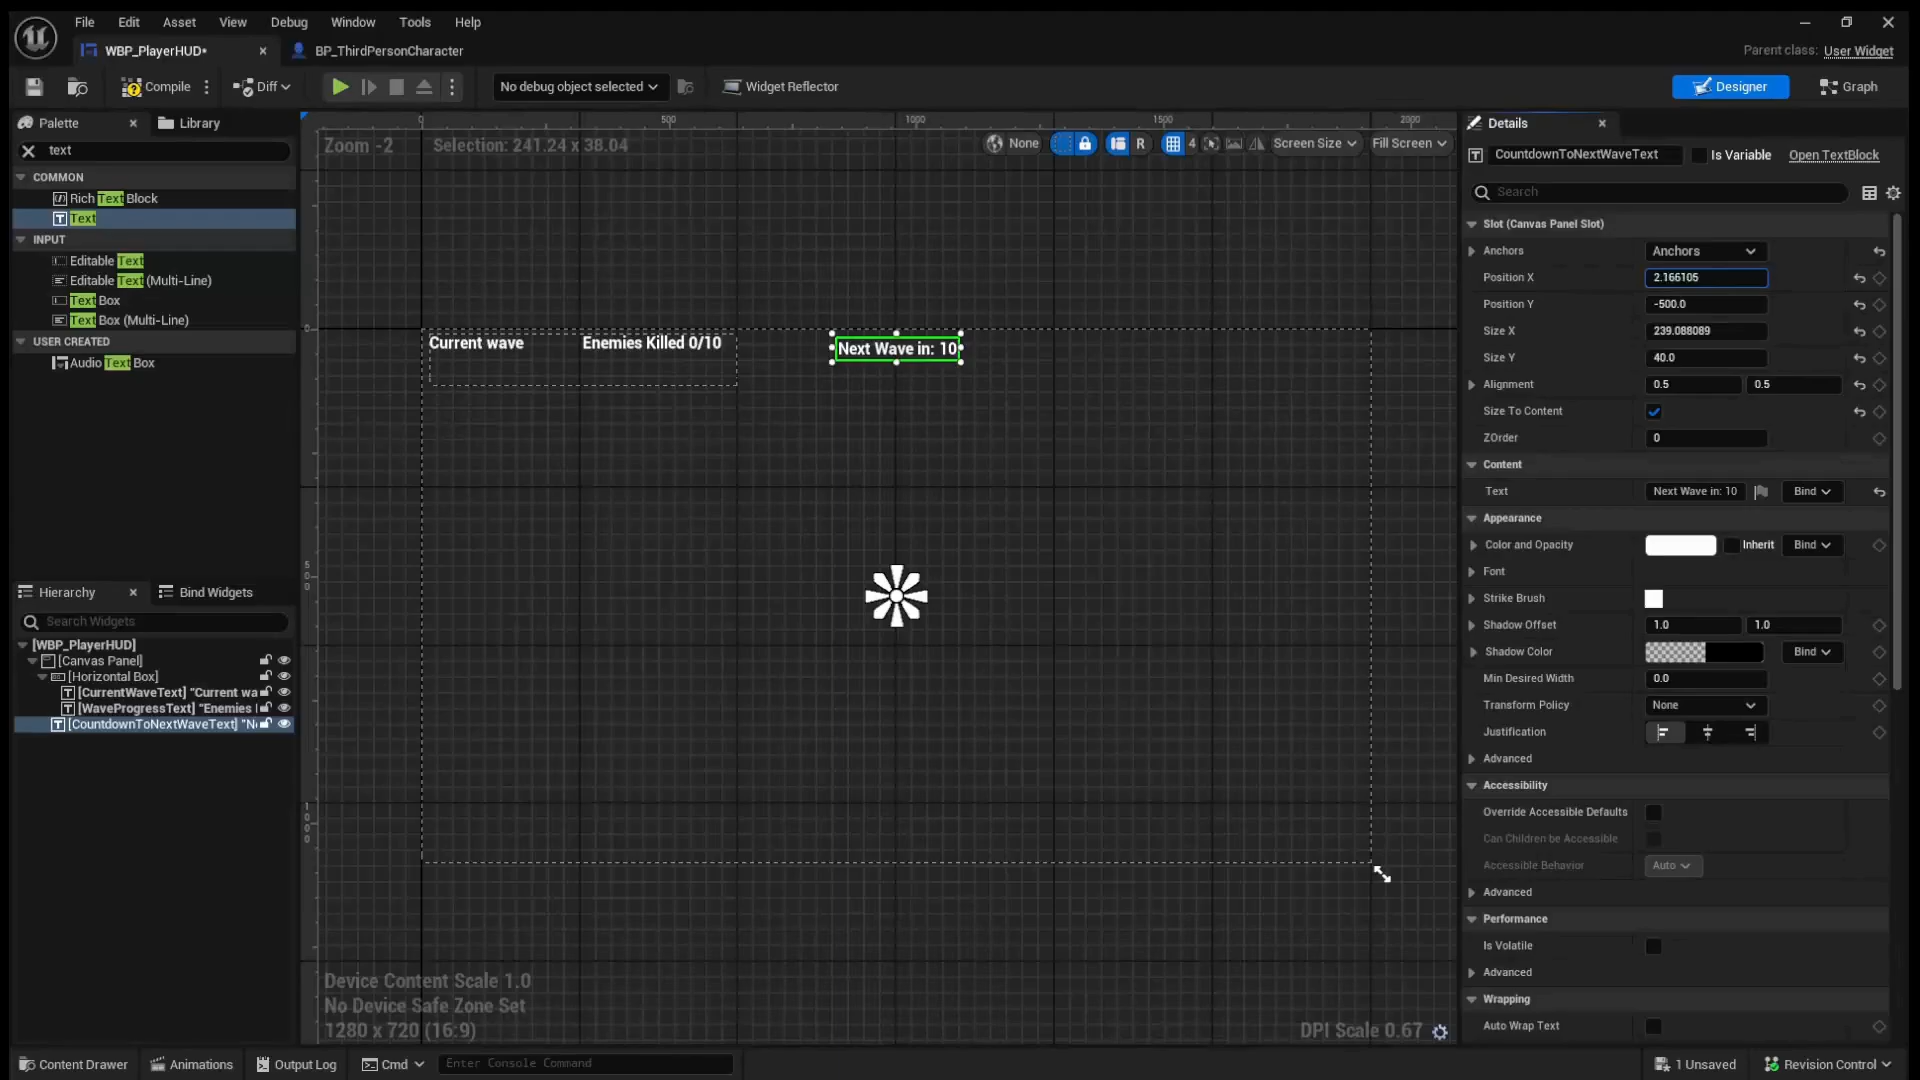 File Edit Asset View Debug Window Tools Help
WBP_PlayerHUD*
BP_ThirdPersonCharacter
Parent class: User Widget
Compile
Diff
No debug object selected
Widget Reflector
Designer
Graph
Palette
Library
text
COMMON
Rich Text Block
Text
INPUT
Editable Text
Editable Text (Multi-Line)
Text Box
Text Box (Multi-Line)
USER CREATED
Audio Text Box
Hierarchy
Bind Widgets
Search Widgets
[WBP_PlayerHUD]
[Canvas Panel]
[Horizontal Box]
[CurrentWaveText] "Current wa
[WaveProgressText] "Enemies
[CountdownToNextWaveText] "Ne
0 500 1000 1500 2000
Zoom -2
Selection: 241.24 x 38.04
None
R
4
Screen Size
Fill Screen
0
500
1000
Current wave
Enemies Killed 0/10
Next Wave in: 10
Device Content Scale 1.0
No Device Safe Zone Set
1280 x 720 (16:9)
DPI Scale 0.67
Details
CountdownToNextWaveText
Is Variable
Open TextBlock
Search
Slot (Canvas Panel Slot)
Anchors Anchors
Position X 2.166105
Position Y -500.0
Size X 239.088089
Size Y 40.0
Alignment 0.5 0.5
Size To Content
ZOrder 0
Content
Text Next Wave in: 10 Bind
Appearance
Color and Opacity Inherit Bind
Font
Strike Brush
Shadow Offset 1.0 1.0
Shadow Color Bind
Min Desired Width 0.0
Transform Policy None
Justification
Advanced
Accessibility
Override Accessible Defaults
Can Children be Accessible
Accessible Behavior Auto
Advanced
Performance
Is Volatile
Advanced
Wrapping
Auto Wrap Text
Content Drawer
Animations
Output Log
Cmd
Enter Console Command
1 Unsaved
Revision Control